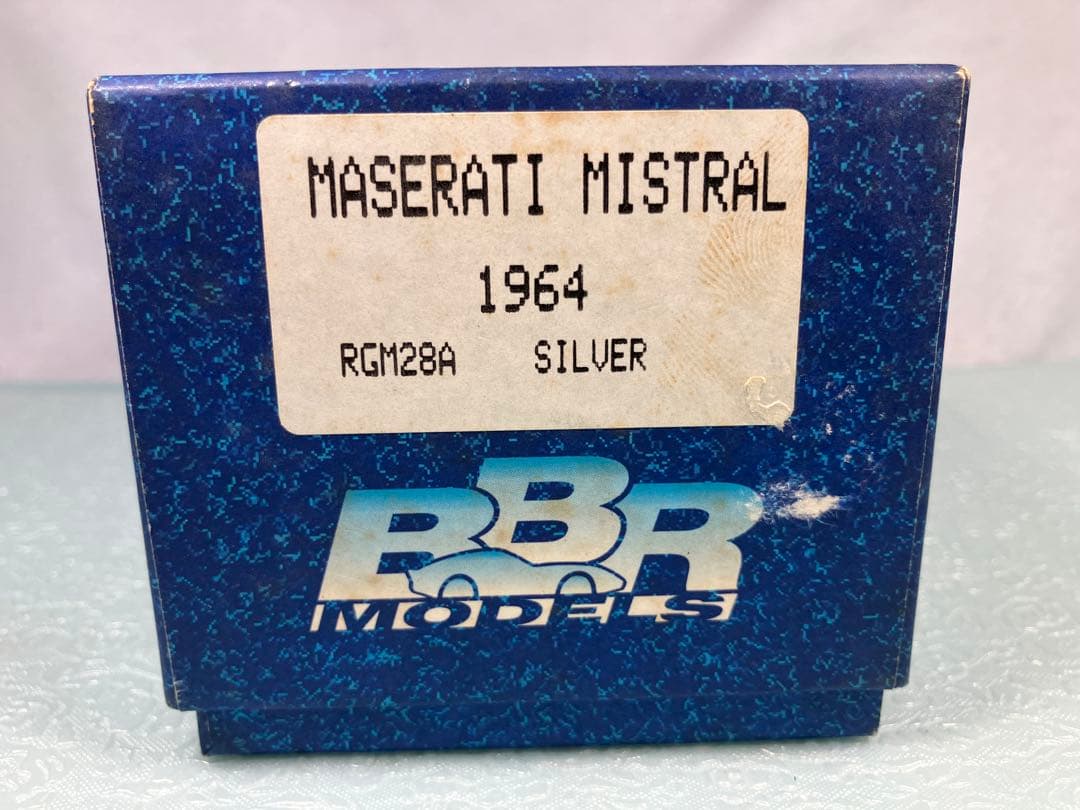 MASERATI MISTRAL
1964
RGM28A SILVER
BBR
MODELS